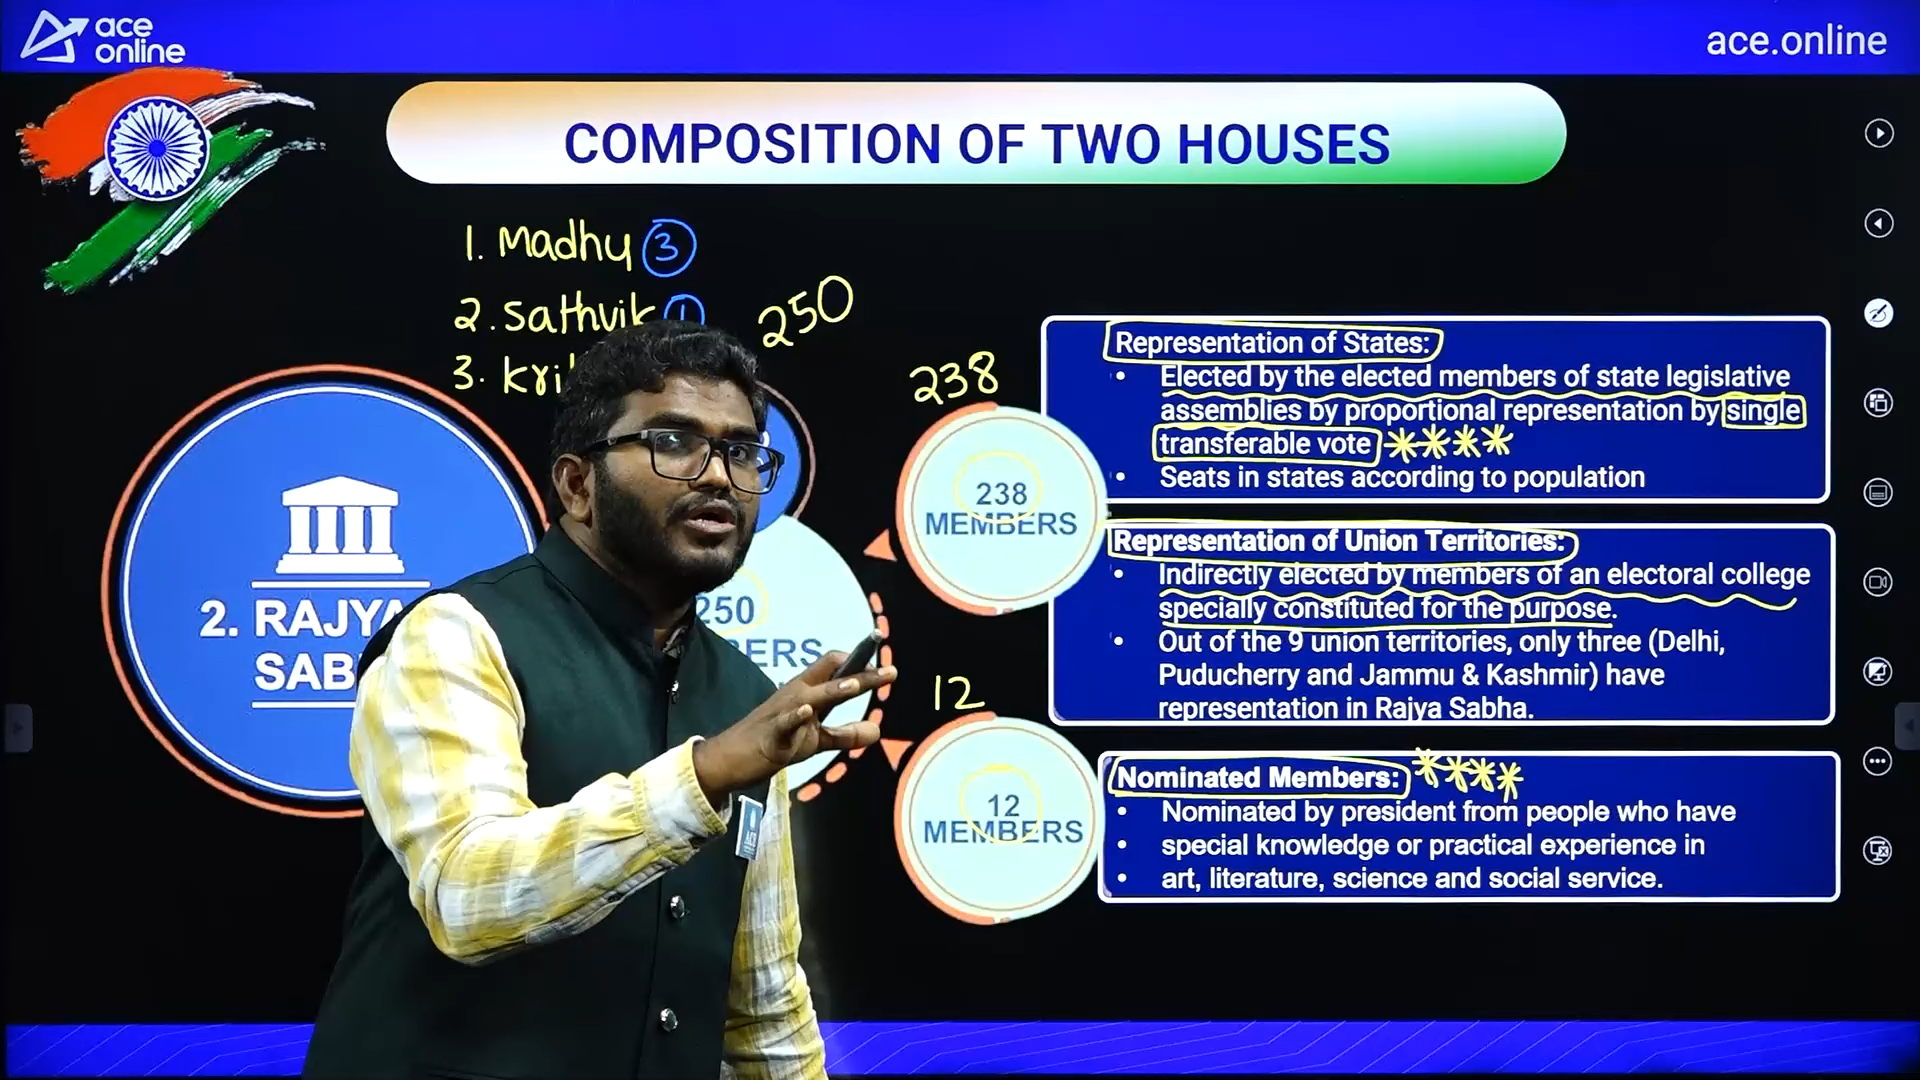 ace
online
ace.online
COMPOSITION OF TWO HOUSES
1. Madhy 3
2. Sathvik 1
3.
250
238
2. RAJYA
250
238
MEMBERS
12
12
MEMBERS
Representation of States:
• Elected by the elected members of state legislative
assemblies by proportional representation by single
transferable vote ****
• Seats in states according to population
Representation of Union Territories:
• Indirectly elected by members of an electoral college
specially constituted for the purpose.
• Out of the 9 union territories, only three (Delhi,
Puducherry and Jammu & Kashmir) have
representation in Rajya Sabha.
Nominated Members: ****
• Nominated by president from people who have
• special knowledge or practical experience in
• art, literature, science and social service.